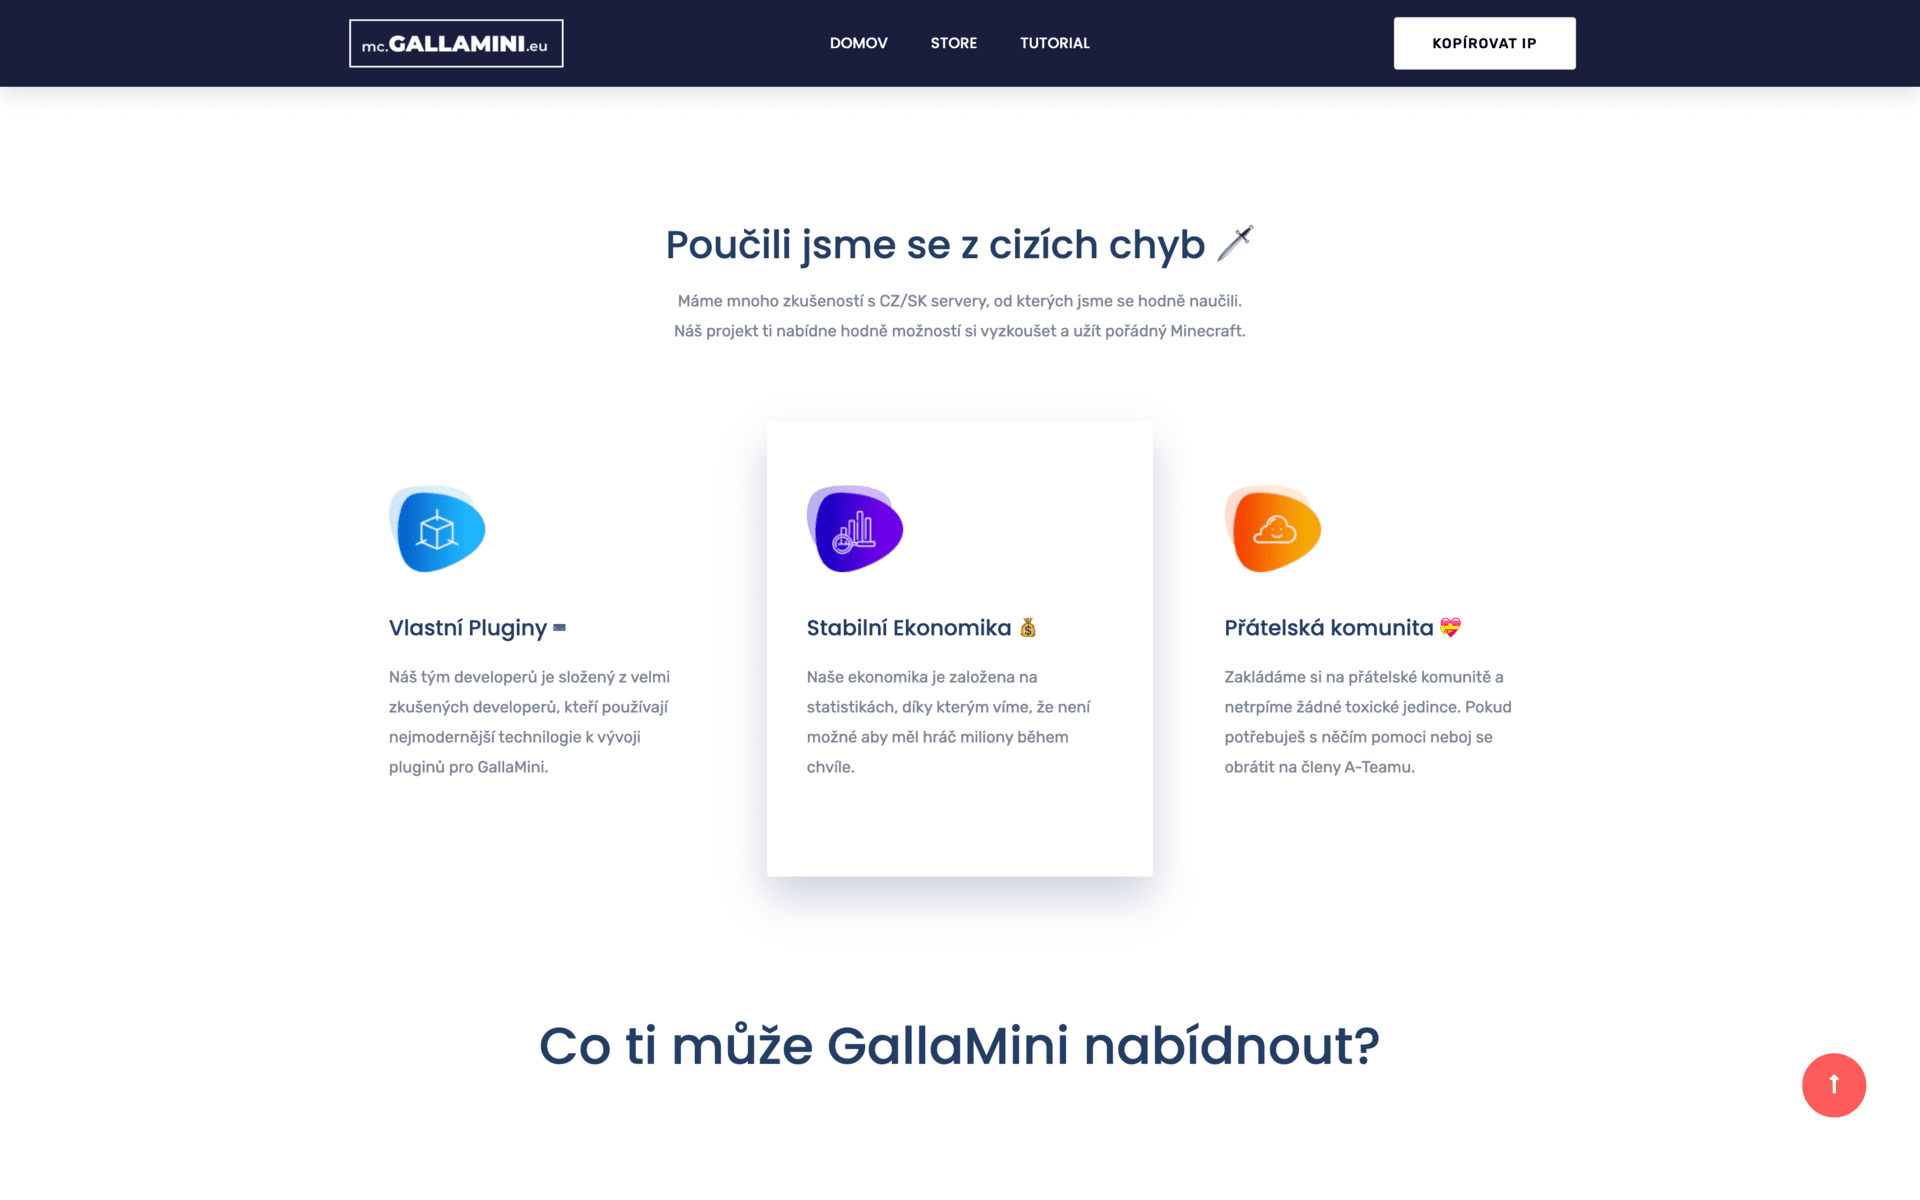 mc.GALLAMINI.eu
DOMOV
STORE
TUTORIAL
KOPÍROVAT IP
Poučili jsme se z cizích chyb 🗡️
Máme mnoho zkušeností s CZ/SK servery, od kterých jsme se hodně naučili.
Náš projekt ti nabídne hodně možností si vyzkoušet a užít pořádný Minecraft.
Vlastní Pluginy
Náš tým developerů je složený z velmi
zkušených developerů, kteří používají
nejmodernější technilogie k vývoji
pluginů pro GallaMini.
Stabilní Ekonomika 💰
Naše ekonomika je založena na
statistikách, díky kterým víme, že není
možné aby měl hráč miliony během
chvíle.
Přátelská komunita 💝
Zakládáme si na přátelské komunitě a
netrpíme žádné toxické jedince. Pokud
potřebuješ s něčím pomoci neboj se
obrátit na členy A-Teamu.
Co ti může GallaMini nabídnout?